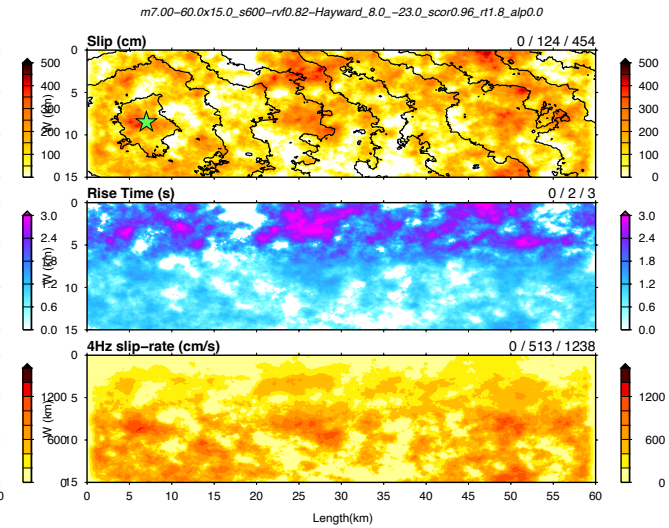 m7.00−60.0x15.0_s600−rvf0.82−Hayward_8.0_−23.0_scor0.96_rt1.8_alp0.0
Slip (cm) 0 / 124 / 454
500 0 500
400 400
300 5 300
W (km)
200 10 200
100 100
0 15 0
Rise Time (s) 0 / 2 / 3
3.0 0 3.0
2.4 2.4
1.8 5 1.8
W (km)
1.2 10 1.2
0.6 0.6
0.0 15 0.0
4Hz slip−rate (cm/s) 0 / 513 / 1238
0
1200 5 1200
W (km)
600 10 600
0 15 0
0 5 10 15 20 25 30 35 40 45 50 55 60
Length(km)